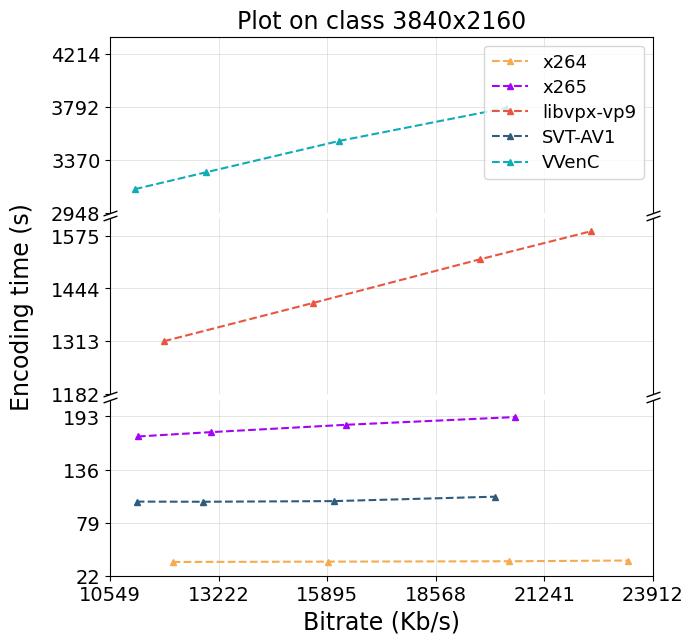 Plot on class 3840x2160
4214
3792
3370
2948
1575
1444
1313
1182
193
136
79
22
Encoding time (s)
x264
x265
libvpx-vp9
SVT-AV1
VVenC
10549 13222 15895 18568 21241 23912
Bitrate (Kb/s)